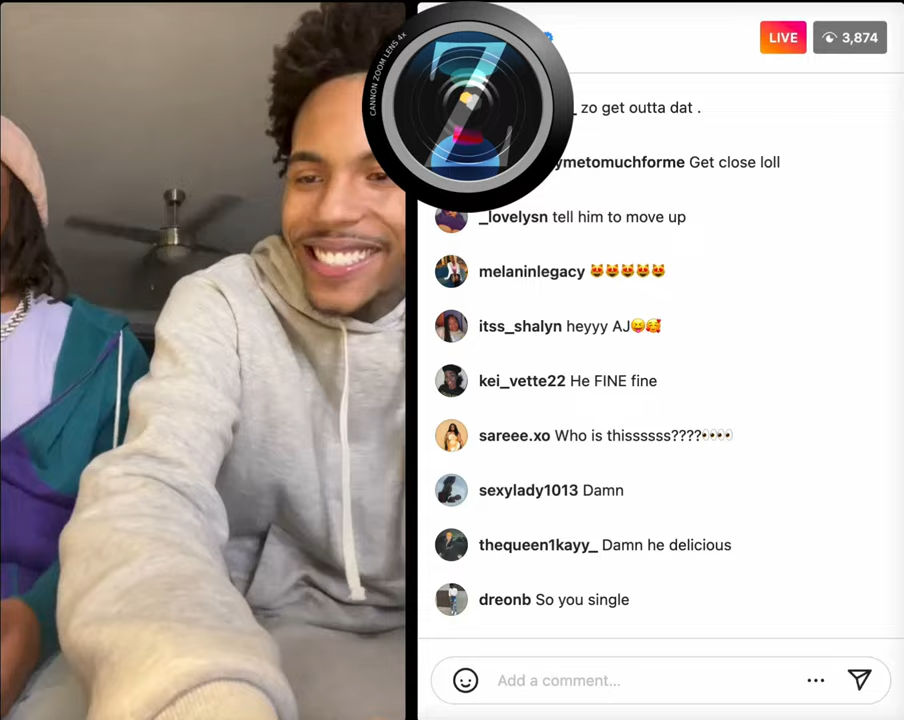 CANNON ZOOM LENS 4x
Z
LIVE
3,874
_ zo get outta dat .
ymetomuchforme Get close loll
_lovelysn tell him to move up
melaninlegacy 😻😻😻😻😻
itss_shalyn heyyy AJ😝🥰
kei_vette22 He FINE fine
sareee.xo Who is thissssss????👀👀
sexylady1013 Damn
thequeen1kayy_ Damn he delicious
dreonb So you single
Add a comment...